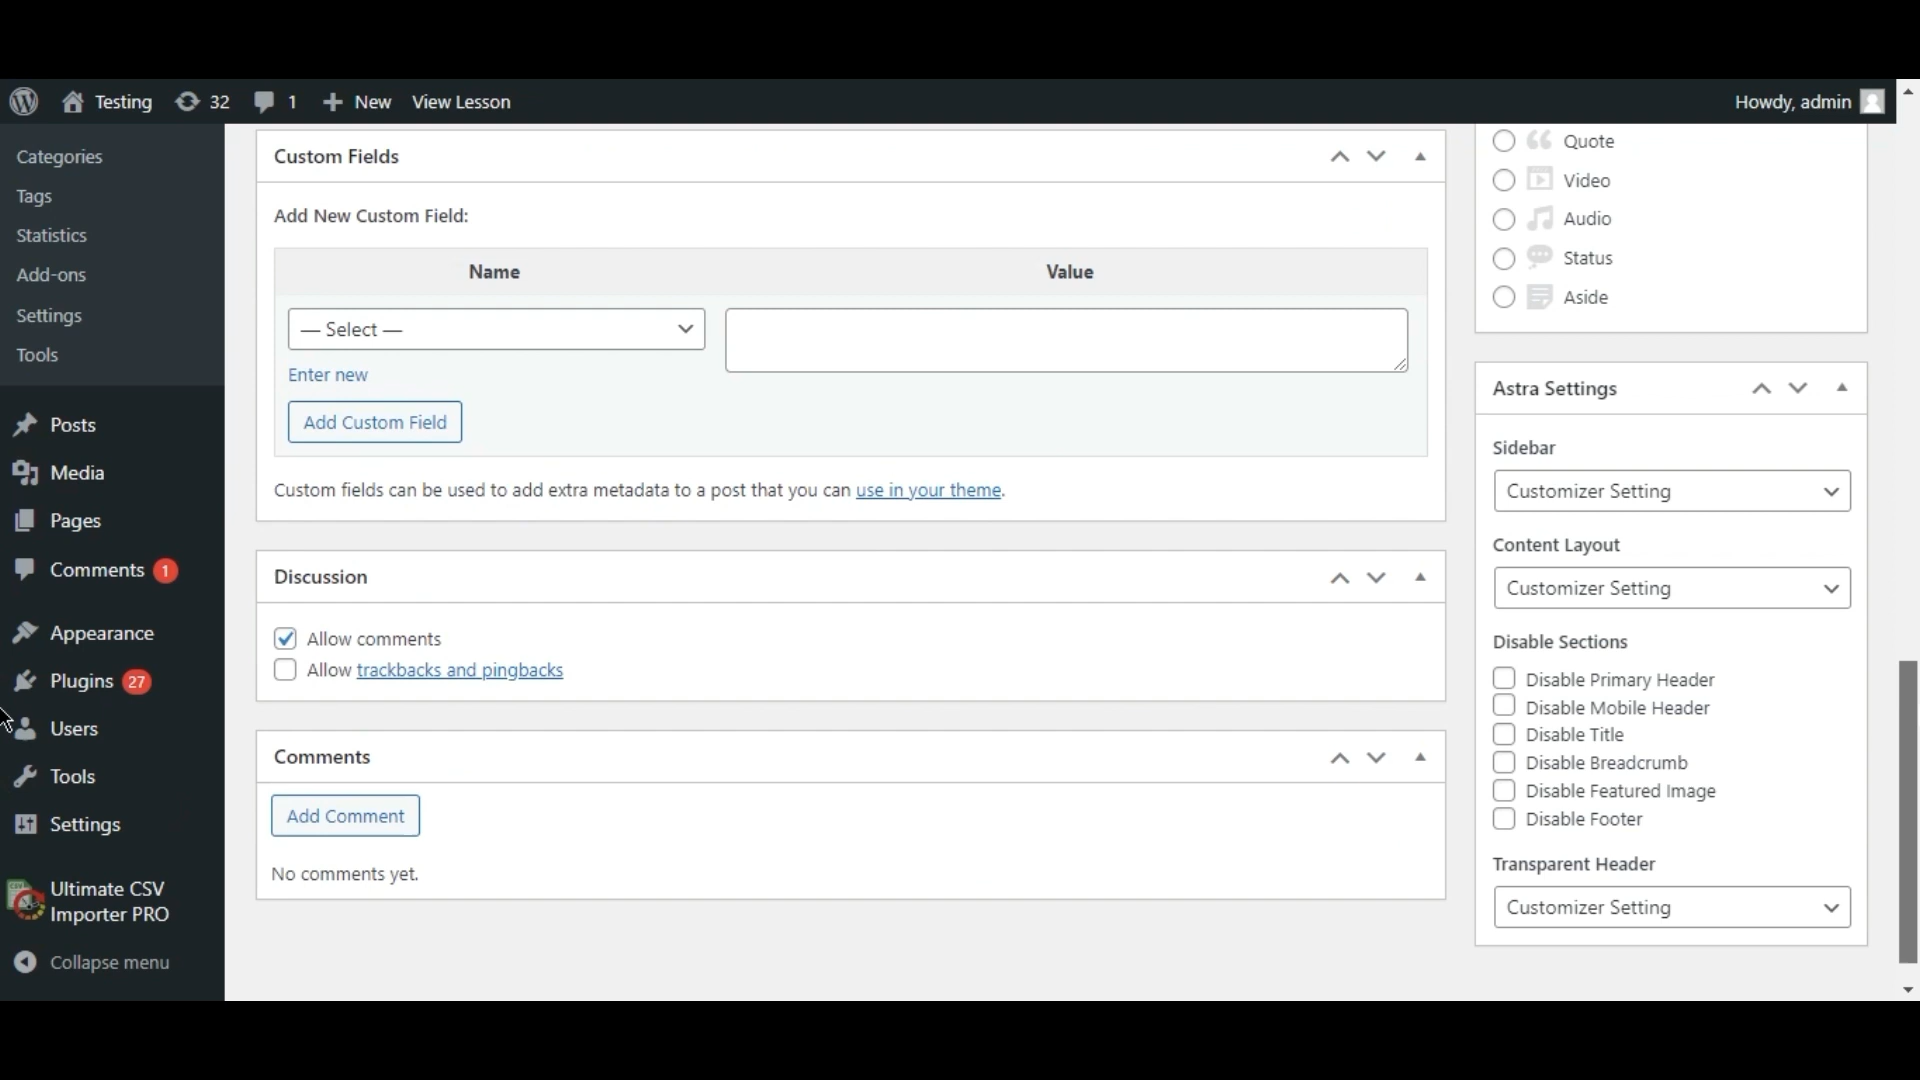 Testing 32 1 New View Lesson Howdy, admin
Categories
Tags
Statistics
Add-ons
Settings
Tools
Posts
Media
Pages
Comments 1
Appearance
Plugins 27
Users
Tools
Settings
Ultimate CSV
Importer PRO
Collapse menu
Custom Fields
Add New Custom Field:
Name Value
— Select —
Enter new
Add Custom Field
Custom fields can be used to add extra metadata to a post that you can use in your theme.
Discussion
Allow comments
Allow trackbacks and pingbacks
Comments
Add Comment
No comments yet.
Quote
Video
Audio
Status
Aside
Astra Settings
Sidebar
Customizer Setting
Content Layout
Customizer Setting
Disable Sections
Disable Primary Header
Disable Mobile Header
Disable Title
Disable Breadcrumb
Disable Featured Image
Disable Footer
Transparent Header
Customizer Setting